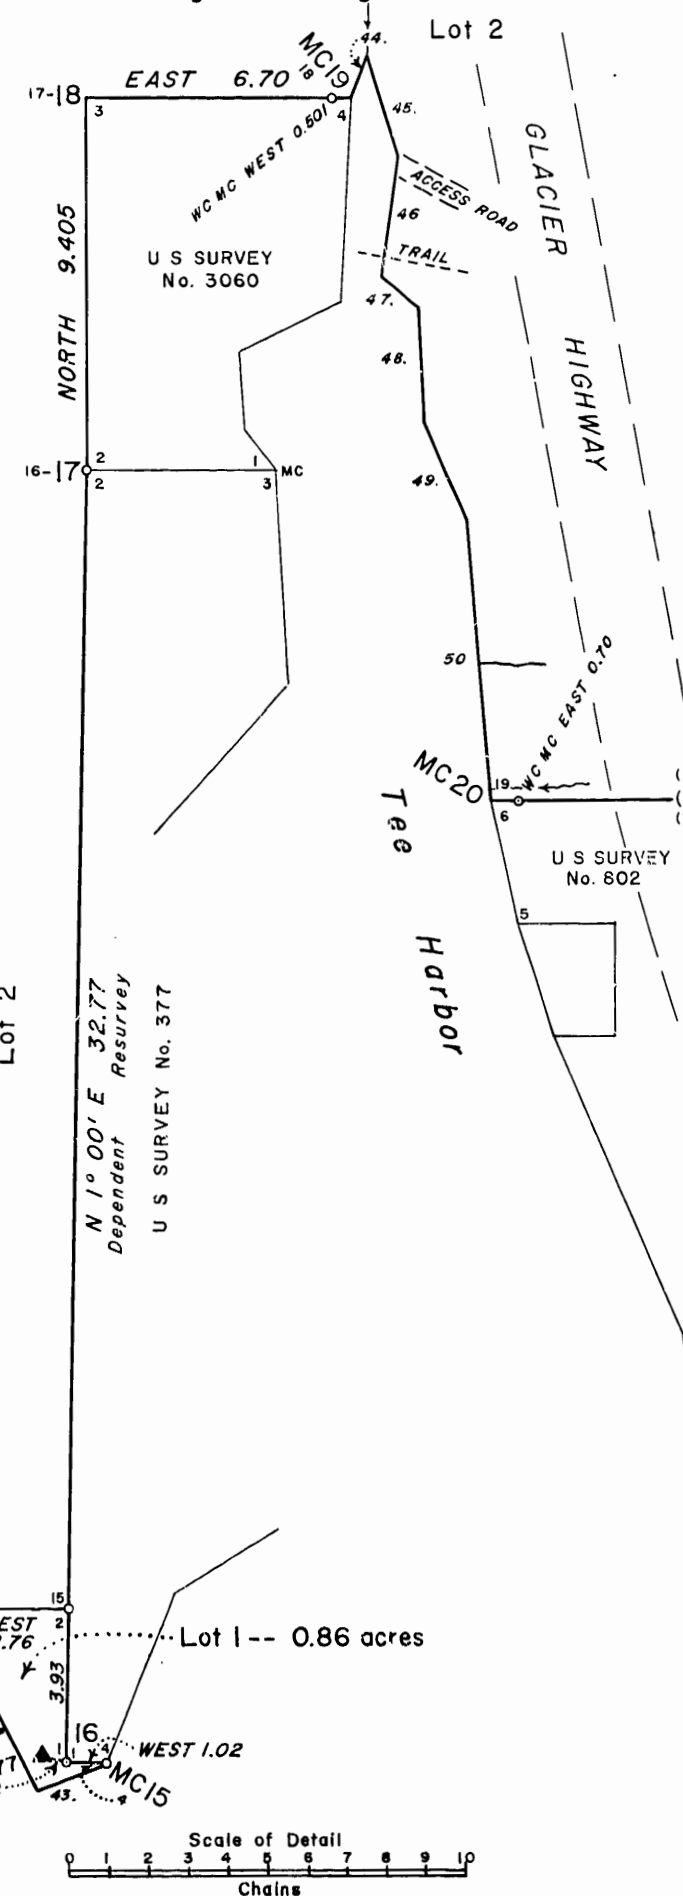 Lot 2
44.
MC19
18
17-18
EAST 6.70
3
4
45.
WC MC WEST 0.501
GLACIER
HIGHWAY
ACCESS ROAD
46
TRAIL
NORTH 9.405
U S SURVEY
No. 3060
47.
48.
16-17
2
2
1
3
MC
49.
50
WC MC EAST 0.70
MC20
19
6
U S SURVEY
No. 802
5
Tee Harbor
Lot 2
N 1° 00' E 32.77
Dependent Resurvey
U S SURVEY No. 377
15
2
Lot 1-- 0.86 acres
3.93
16
1
1
4
WEST 1.02
MC15
43.
4
Scale of Detail
0 1 2 3 4 5 6 7 8 9 10
Chains